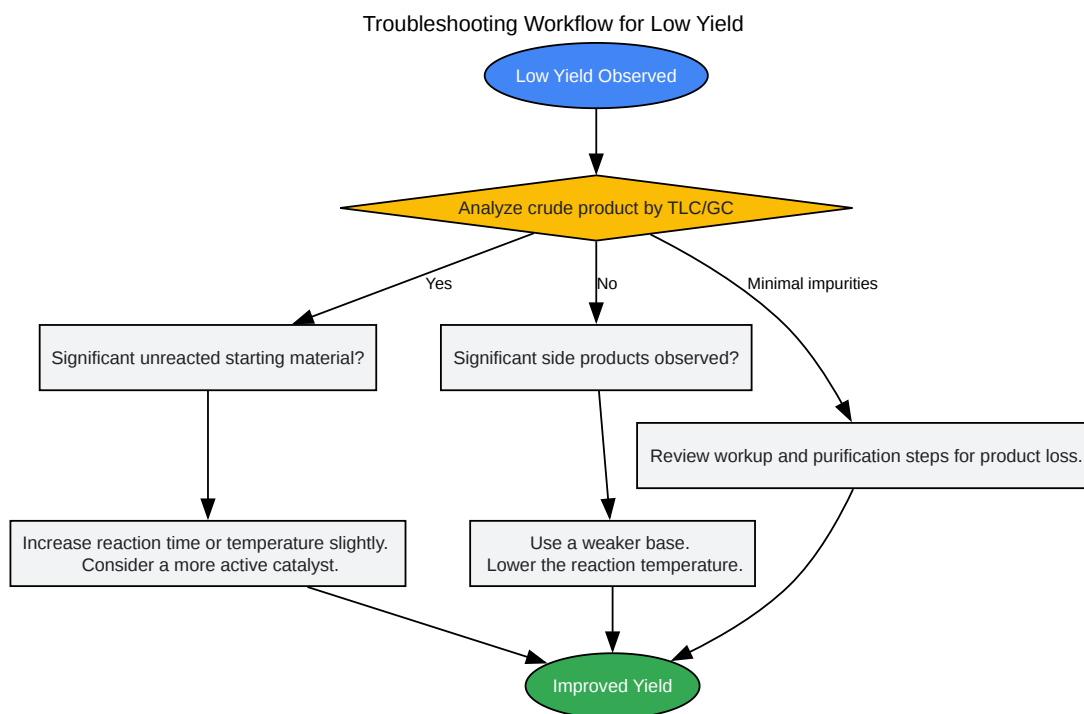 Troubleshooting Workflow for Low Yield
Low Yield Observed
Analyze crude product by TLC/GC
Yes
No
Minimal impurities
Significant unreacted starting material?
Significant side products observed?
Review workup and purification steps for product loss.
Increase reaction time or temperature slightly.
Consider a more active catalyst.
Use a weaker base.
Lower the reaction temperature.
Improved Yield